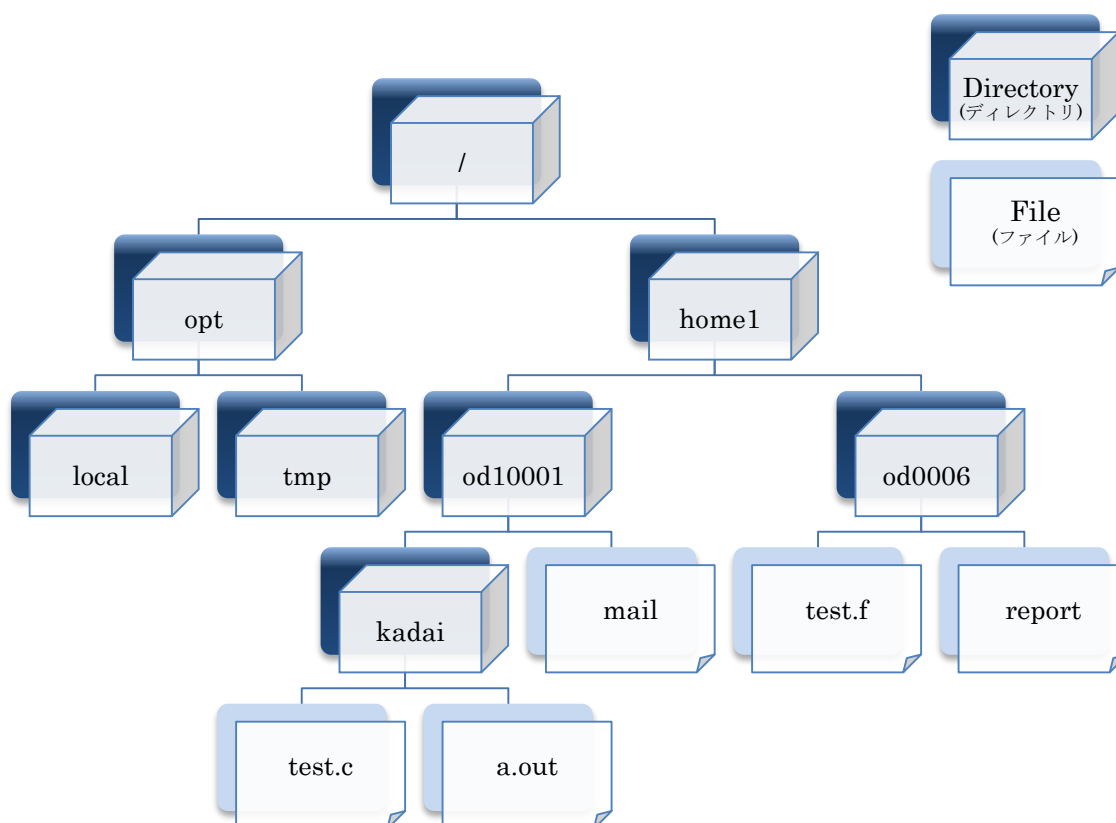 Directory
(ディレクトリ)
/
File
(ファイル)
opt
home1
local
tmp
od10001
od0006
kadai
mail
test.f
report
test.c
a.out